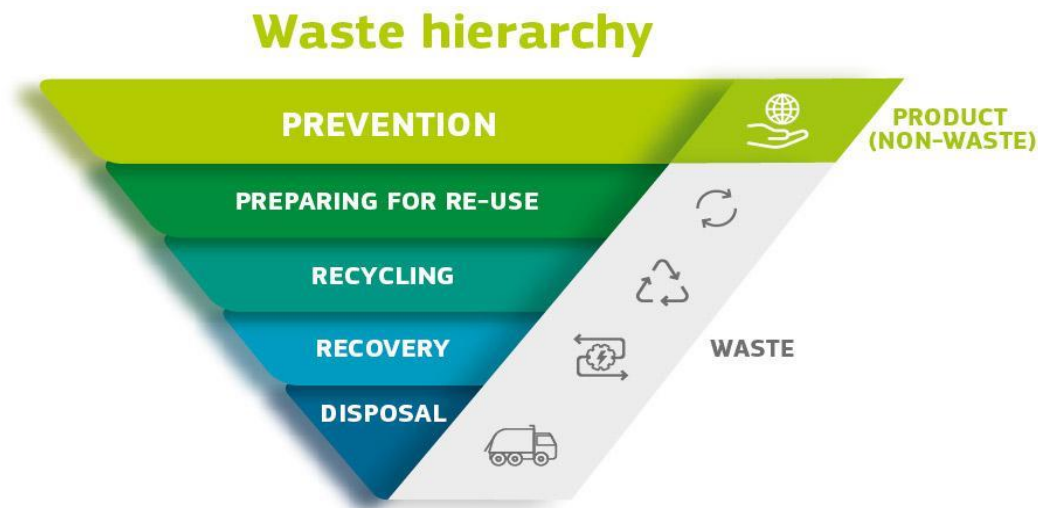 Waste hierarchy
PREVENTION
PRODUCT
(NON-WASTE)
PREPARING FOR RE-USE
RECYCLING
RECOVERY
WASTE
DISPOSAL